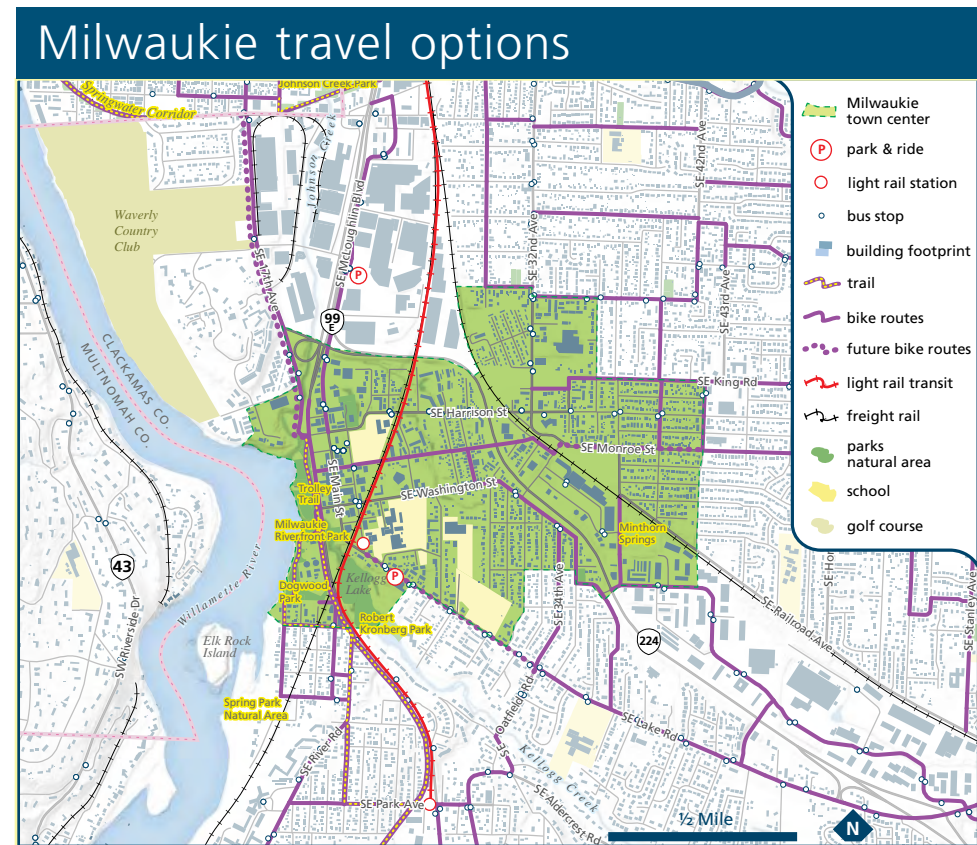 Milwaukie travel options
Johnson Creek-Park
Springwater Corridor
Johnson Creek
SE 42nd Ave
Milwaukie
town center
P
park & ride
light rail station
bus stop
building footprint
trail
bike routes
future bike routes
light rail transit
freight rail
parks
natural area
school
golf course
Waverly
Country
Club
SE McLoughlin Blvd
SE 32nd Ave
SE 17th Ave
P
SE 43rd Ave
99
E
CLACKAMAS CO.
MULTNOMAH CO.
SE King Rd
SE Harrison St
SE Monroe St
SE Main St
SE Washington St
Trolley
Trail
Milwaukie
Riverfront Park
Minthorn
Springs
43
Willamette River
P
Kellogg
Lake
Dogwood
Park
SE 34th Ave
SE Railroad Ave
SE Stanley Ave
Robert
Kronberg Park
224
SW Riverside Dr
Elk Rock
Island
Spring Park
Natural Area
SE Oatfield Rd
SE Lake Rd
SE River Rd
Kellogg Creek
SE Park Ave
SE Aldercrest Rd
½ Mile
N